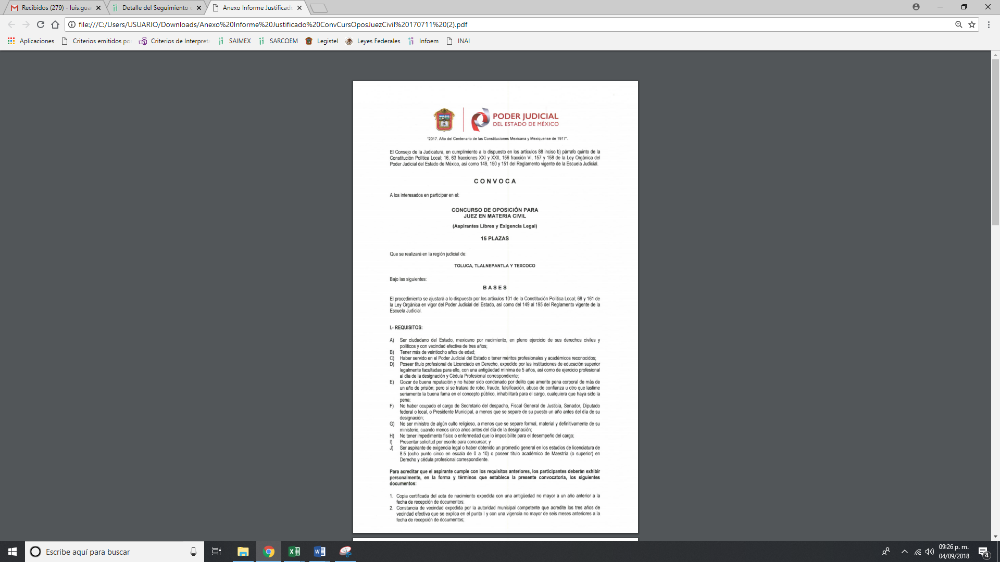 Recibidos (279) - luis.gua
Detalle del Seguimiento
Anexo Informe Justificado
file:///C:/Users/USUARIO/Downloads/Anexo%20Informe%20Justificado%20ConvCursOposJuezCivil%20170711%20(2).pdf
Aplicaciones
Criterios emitidos po
Criterios de Interpret
SAIMEX
SARCOEM
Legistel
Leyes Federales
Infoem
INAI
PODER JUDICIAL
DEL ESTADO DE MÉXICO
"2017. Año del Centenario de las Constituciones Mexicana y Mexiquense de 1917".
El Consejo de la Judicatura, en cumplimiento a lo dispuesto en los artículos 88 inciso b) párrafo quinto de la
Constitución Política Local; 16, 63 fracciones XXI y XXII, 156 fracción VI, 157 y 158 de la Ley Orgánica del
Poder Judicial del Estado de México, así como 149, 150 y 151 del Reglamento vigente de la Escuela Judicial.
C O N V O C A
A los interesados en participar en el:
CONCURSO DE OPOSICIÓN PARA
JUEZ EN MATERIA CIVIL
(Aspirantes Libres y Exigencia Legal)
15 PLAZAS
Que se realizará en la región judicial de:
TOLUCA, TLALNEPANTLA Y TEXCOCO
Bajo las siguientes:
B A S E S
El procedimiento se ajustará a lo dispuesto por los artículos 101 de la Constitución Política Local; 68 y 161 de
la Ley Orgánica en vigor del Poder Judicial del Estado, así como del 149 al 195 del Reglamento vigente de la
Escuela Judicial.
I.- REQUISITOS:
A) Ser ciudadano del Estado, mexicano por nacimiento, en pleno ejercicio de sus derechos civiles y
políticos y con vecindad efectiva de tres años;
B) Tener más de veintiocho años de edad;
C) Haber servido en el Poder Judicial del Estado o tener méritos profesionales y académicos reconocidos;
D) Poseer título profesional de Licenciado en Derecho, expedido por las instituciones de educación superior
legalmente facultadas para ello, con una antigüedad mínima de 5 años, así como de ejercicio profesional
al día de la designación y Cédula Profesional correspondiente;
E) Gozar de buena reputación y no haber sido condenado por delito que amerite pena corporal de más de
un año de prisión; pero si se tratara de robo, fraude, falsificación, abuso de confianza u otro que lastime
seriamente la buena fama en el concepto público, inhabilitará para el cargo, cualquiera que haya sido la
pena;
F) No haber ocupado el cargo de Secretario del despacho, Fiscal General de Justicia, Senador, Diputado
federal o local, o Presidente Municipal, a menos que se separe de su puesto un año antes del día de su
designación;
G) No ser ministro de algún culto religioso, a menos que se separe formal, material y definitivamente de su
ministerio, cuando menos cinco años antes del día de la designación;
H) No tener impedimento físico o enfermedad que lo imposibilite para el desempeño del cargo;
I) Presentar solicitud por escrito para concursar; y
J) Ser aspirante de exigencia legal o haber obtenido un promedio general en los estudios de licenciatura de
8.5 (ocho punto cinco en escala de 0 a 10) o poseer título académico de Maestría (o superior) en
Derecho y cédula profesional correspondiente.
Para acreditar que el aspirante cumple con los requisitos anteriores, los participantes deberán exhibir
personalmente, en la forma y términos que establece la presente convocatoria, los siguientes
documentos:
1. Copia certificada del acta de nacimiento expedida con una antigüedad no mayor a un año anterior a la
fecha de recepción de documentos;
2. Constancia de vecindad expedida por la autoridad municipal competente que acredite los tres años de
vecindad efectiva que se explica en el punto I y con una vigencia no mayor de seis meses anteriores a la
fecha de recepción de documentos;
Escribe aquí para buscar
09:26 p. m.
04/09/2018
4